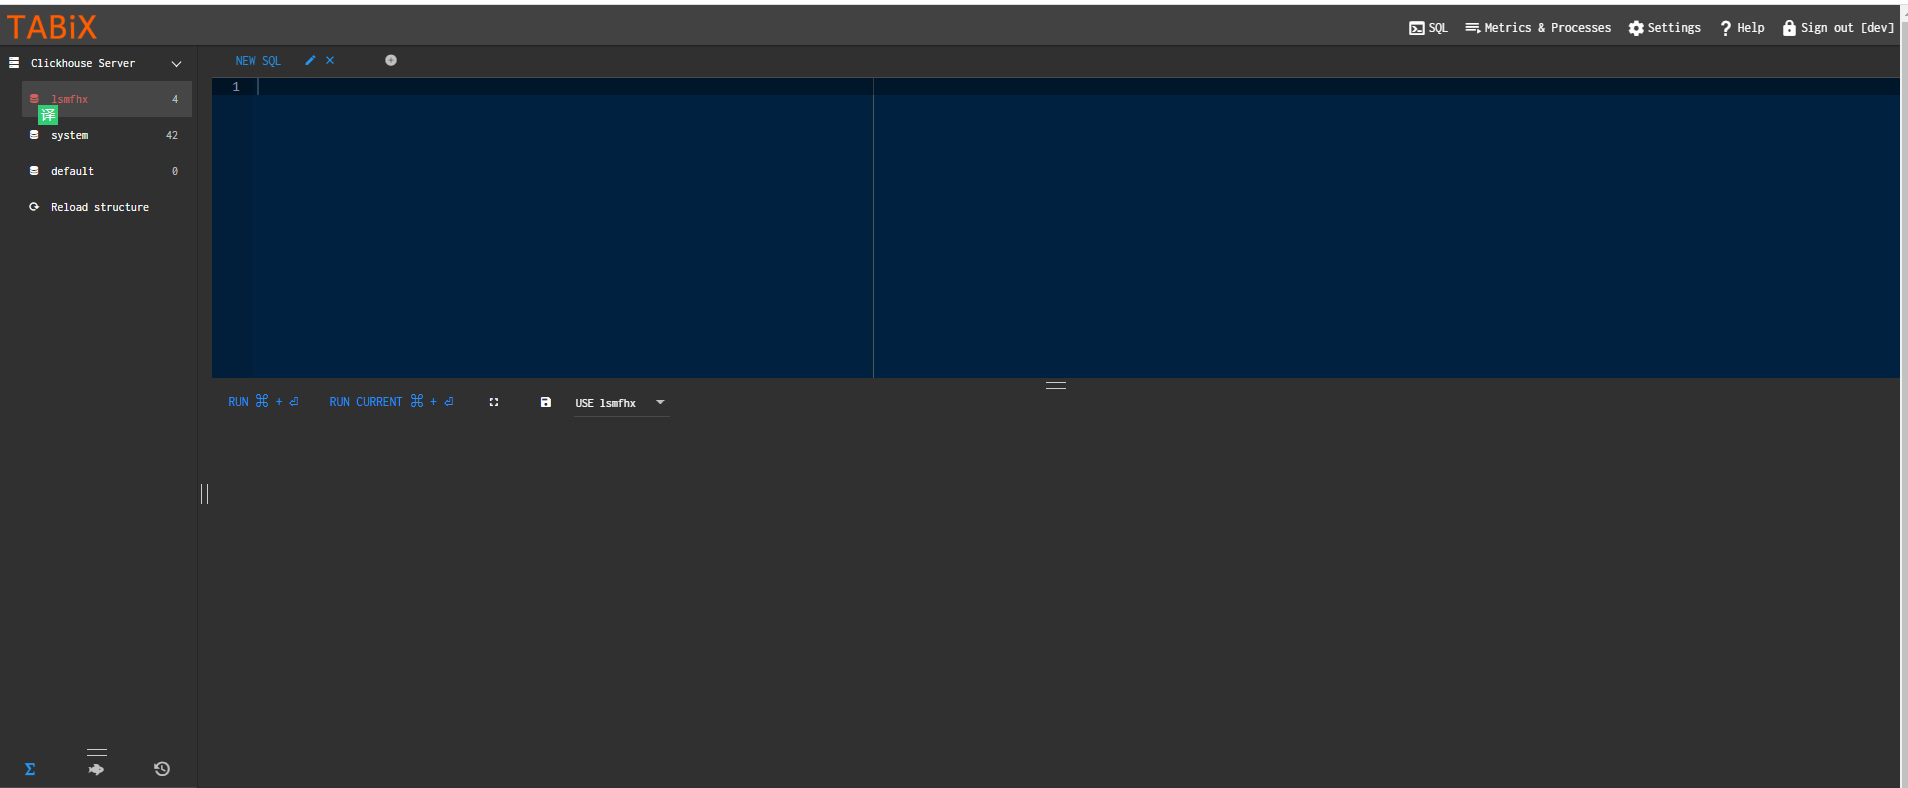 TABiX
SQL Metrics & Processes Settings Help Sign out [dev]
Clickhouse Server
lsmfhx 4
译
system 42
default 0
Reload structure
NEW SQL
1
RUN ⌘ + ⏎ RUN CURRENT ⌘ + ⏎ USE lsmfhx
Σ